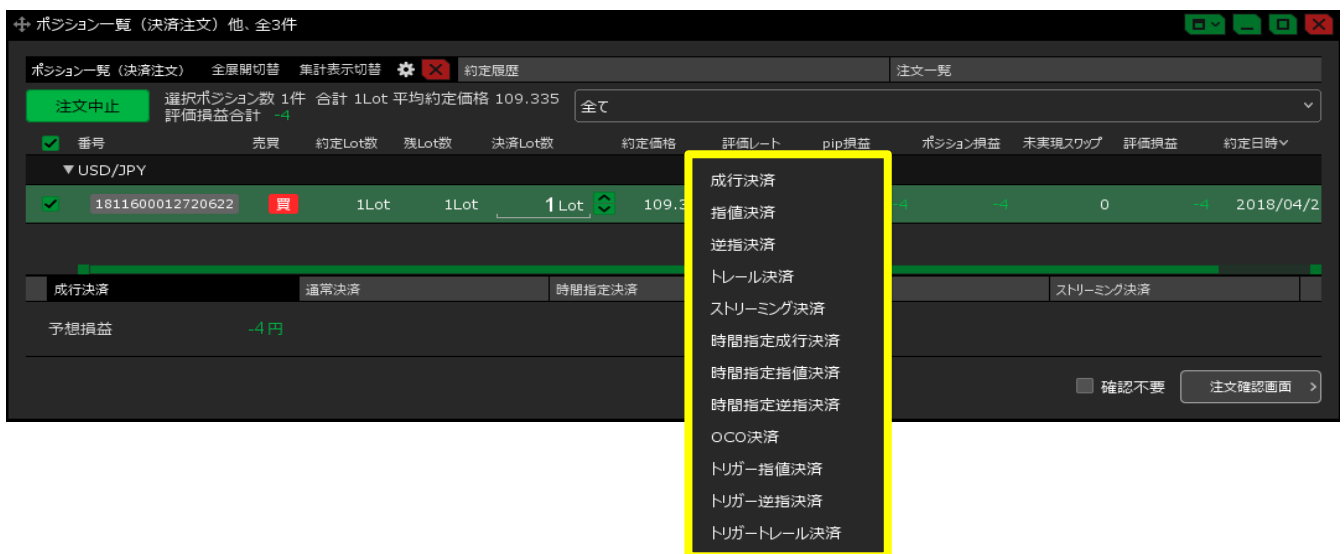 ポジション一覧（決済注文）他、全3件
ポジション一覧（決済注文） 全展開切替 集計表示切替 約定履歴 注文一覧
注文中止 選択ポジション数 1件 合計 1Lot 平均約定価格 109.335 全て
評価損益合計 -4
番号 売買 約定Lot数 残Lot数 決済Lot数 約定価格 評価レート pip損益 ポジション損益 未実現スワップ 評価損益 約定日時
▼USD/JPY
1811600012720622 買 1Lot 1Lot 1 Lot 109.3 -4 -4 0 -4 2018/04/2
成行決済 通常決済 時間指定決済 ストリーミング決済
予想損益 -4円
確認不要 注文確認画面 >
成行決済
指値決済
逆指決済
トレール決済
ストリーミング決済
時間指定成行決済
時間指定指値決済
時間指定逆指決済
OCO決済
トリガー指値決済
トリガー逆指決済
トリガートレール決済